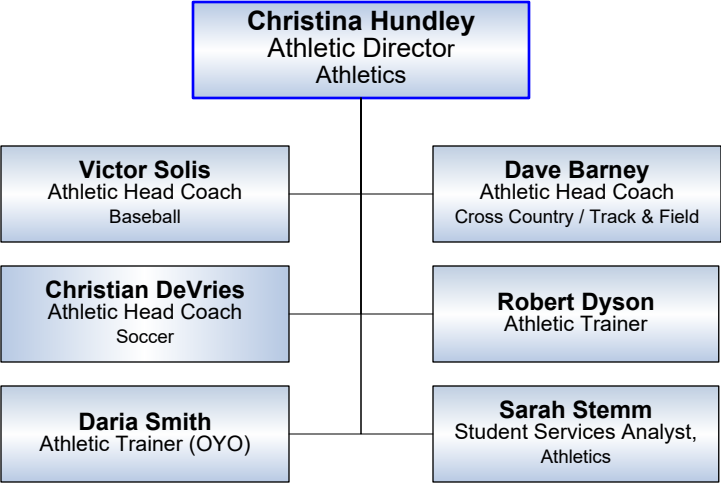 Christina Hundley
Athletic Director
Athletics
Victor Solis
Athletic Head Coach
Baseball
Dave Barney
Athletic Head Coach
Cross Country / Track & Field
Christian DeVries
Athletic Head Coach
Soccer
Robert Dyson
Athletic Trainer
Daria Smith
Athletic Trainer (OYO)
Sarah Stemm
Student Services Analyst,
Athletics